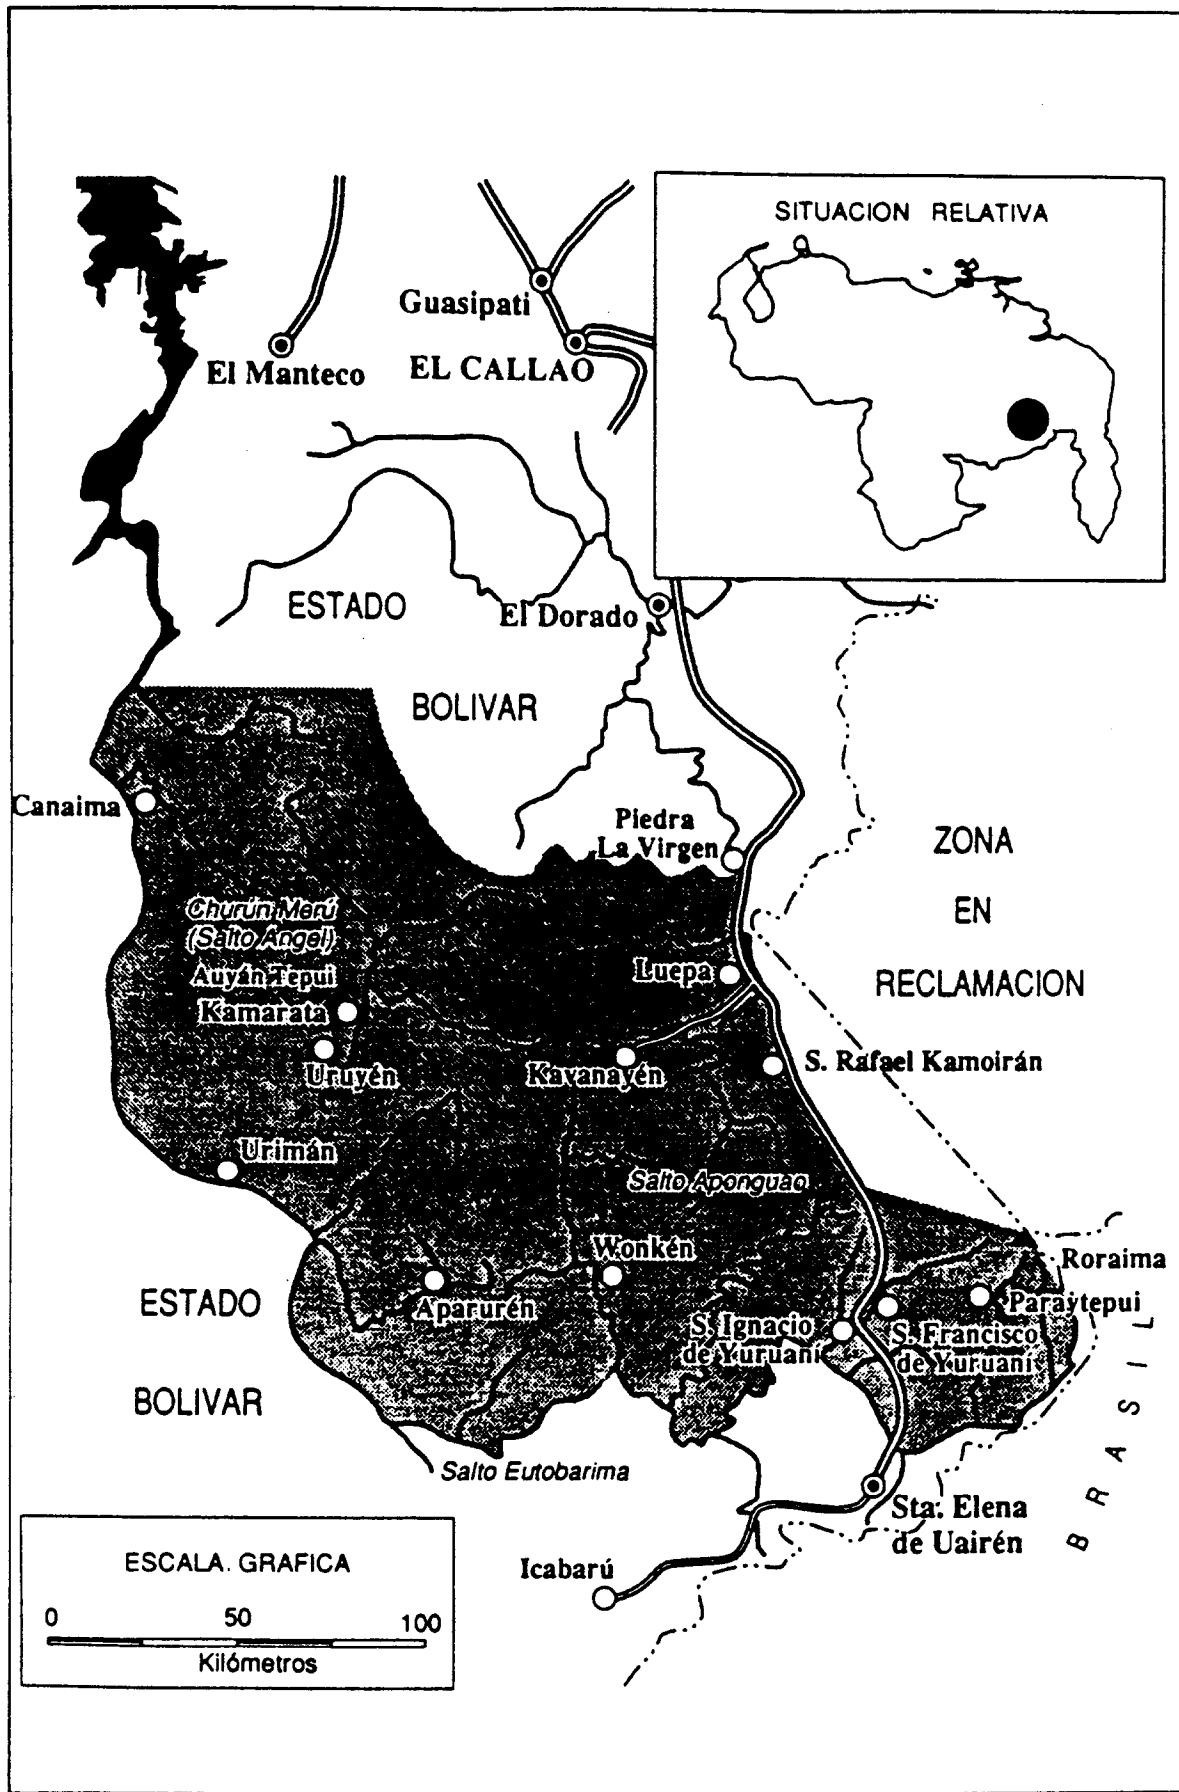 SITUACION RELATIVA
Guasipati
El Manteco
EL CALLAO
ESTADO
El Dorado
BOLIVAR
Canaima
Piedra
La Virgen
ZONA
EN
RECLAMACION
Churún Merú
(Salto Angel)
Auyán Tepui
Kamarata
Luepa
Uruyén
Kavanayén
S. Rafael Kamoirán
Urimán
Salto Aponguao
Wonkén
Roraima
ESTADO
Aparurén
Paraytepui
S. Ignacio
de Yuruaní
S. Francisco
de Yuruaní
BOLIVAR
BRASIL
Salto Eutobarima
Sta. Elena
de Uairén
Icabarú
ESCALA. GRAFICA
0 50 100
Kilómetros